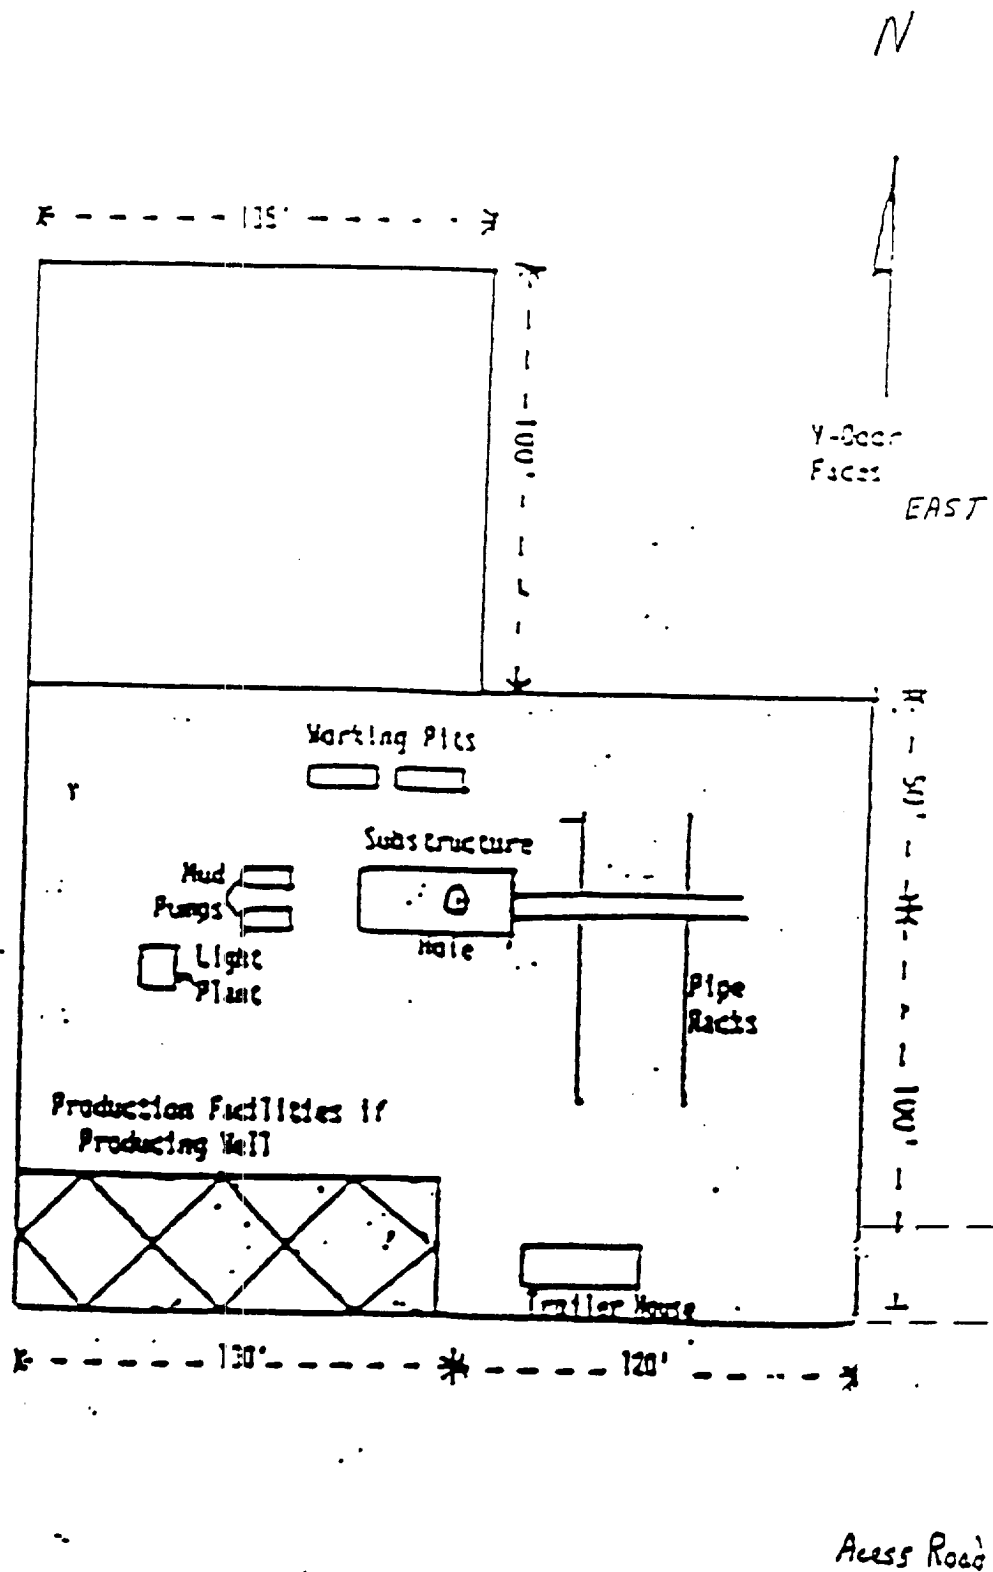 N
135'
100'
V-Door
Faces
EAST
Working Pits
50'
Substructure
Mud
Pumps
Hole
Light
Plant
Pipe
Racks
100'
Production Facilities if
Producing Well
Trailer House
130'
120'
Acess Road